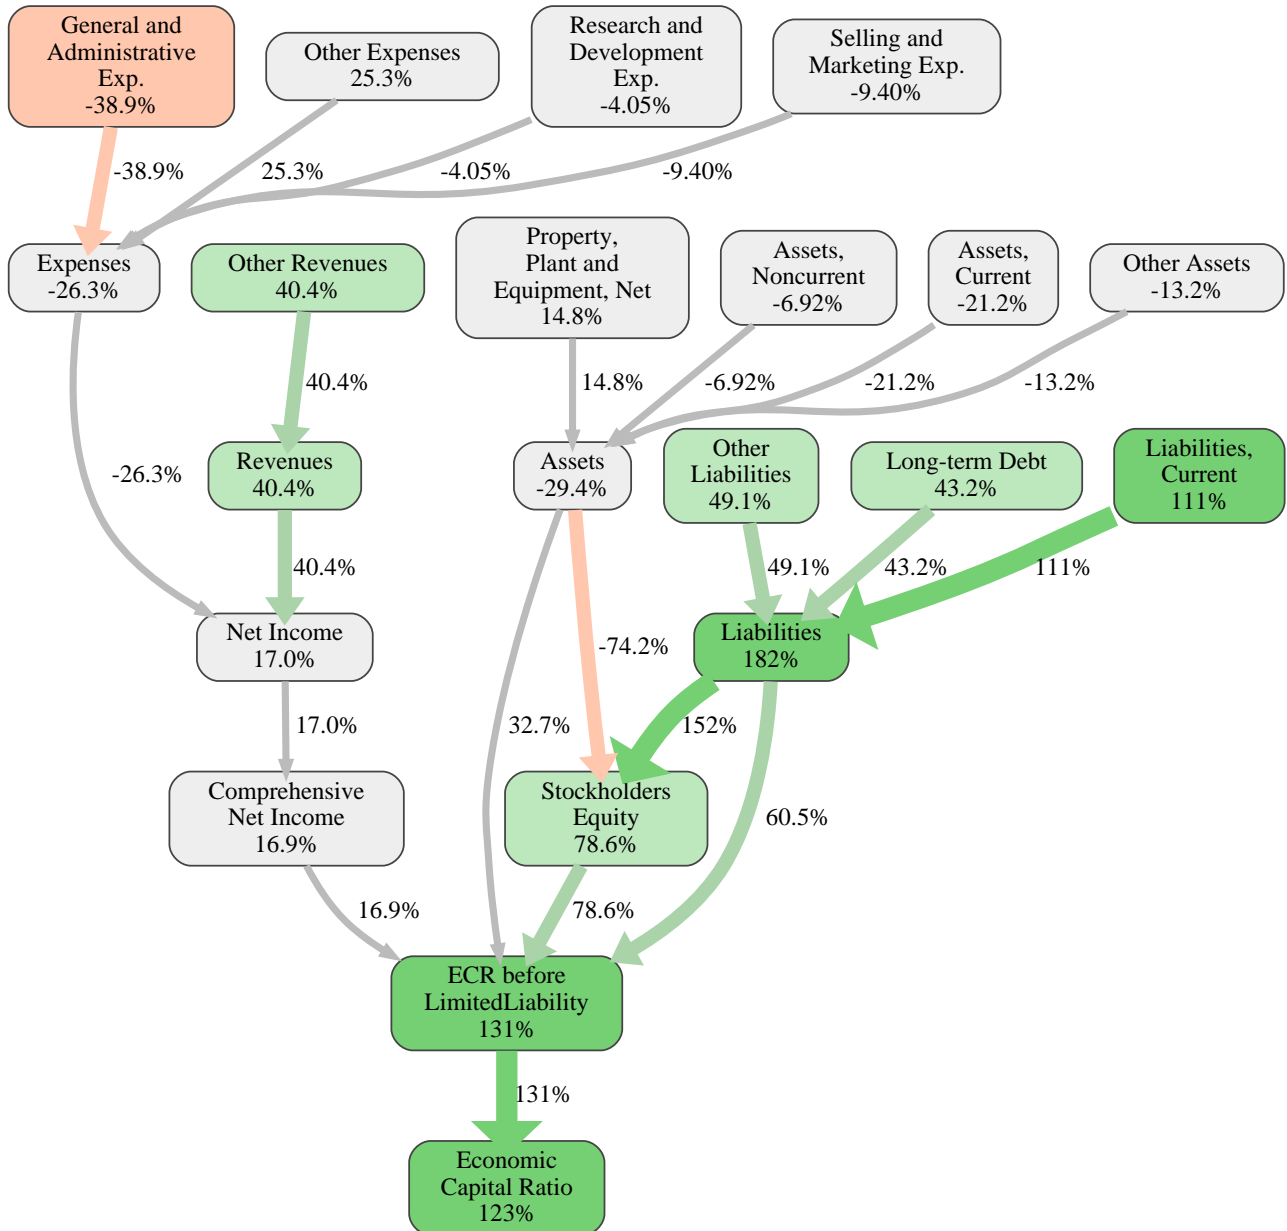 General and
Administrative
Exp.
-38.9%
Other Expenses
25.3%
Research and
Development
Exp.
-4.05%
Selling and
Marketing Exp.
-9.40%
-38.9%
25.3%
-4.05%
-9.40%
Expenses
-26.3%
Other Revenues
40.4%
Property,
Plant and
Equipment, Net
14.8%
Assets,
Noncurrent
-6.92%
Assets,
Current
-21.2%
Other Assets
-13.2%
40.4%
14.8%
-6.92%
-21.2%
-13.2%
-26.3%
Revenues
40.4%
Assets
-29.4%
Other
Liabilities
49.1%
Long-term Debt
43.2%
Liabilities,
Current
111%
40.4%
49.1%
43.2%
111%
Net Income
17.0%
-74.2%
Liabilities
182%
17.0%
32.7%
152%
Comprehensive
Net Income
16.9%
Stockholders
Equity
78.6%
60.5%
16.9%
78.6%
ECR before
LimitedLiability
131%
131%
Economic
Capital Ratio
123%